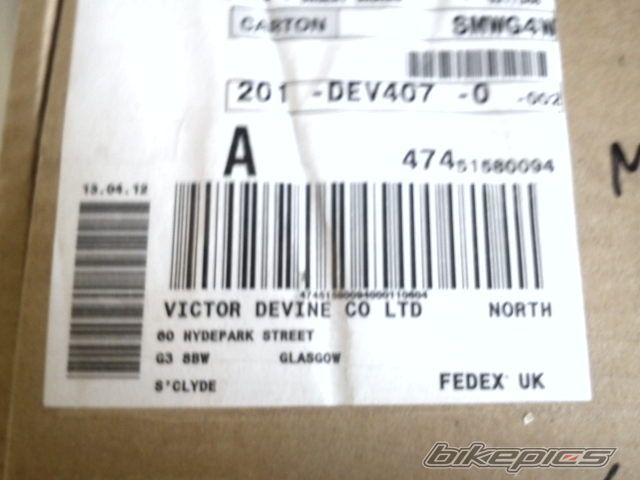 CARTON SMWG4W
201 -DEV407 -0 -002
A 474 51580094
13.04.12
VICTOR DEVINE CO LTD NORTH
60 HYDEPARK STREET
G3 8BW GLASGOW
S'CLYDE FEDEX UK
bikepics